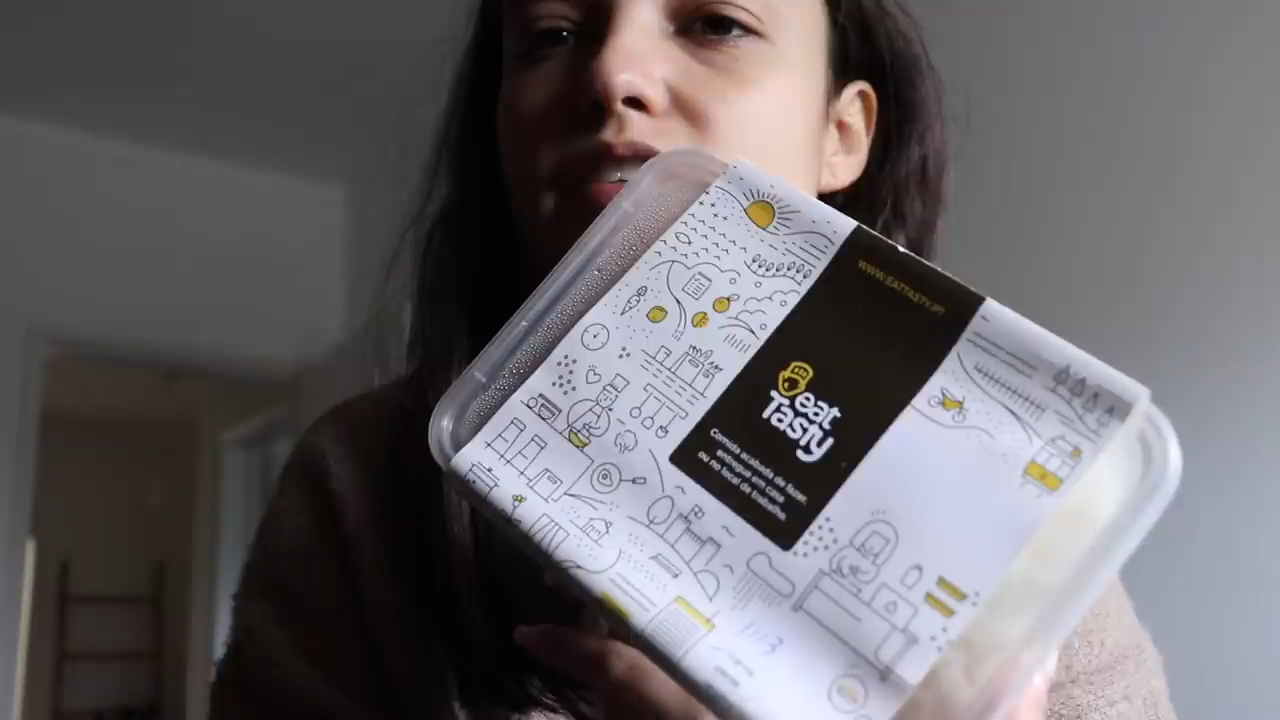 WWW.EATTASTY.PT
eat
Tasty
Comida acabada de fazer,
entregue em casa
ou no local de trabalho.